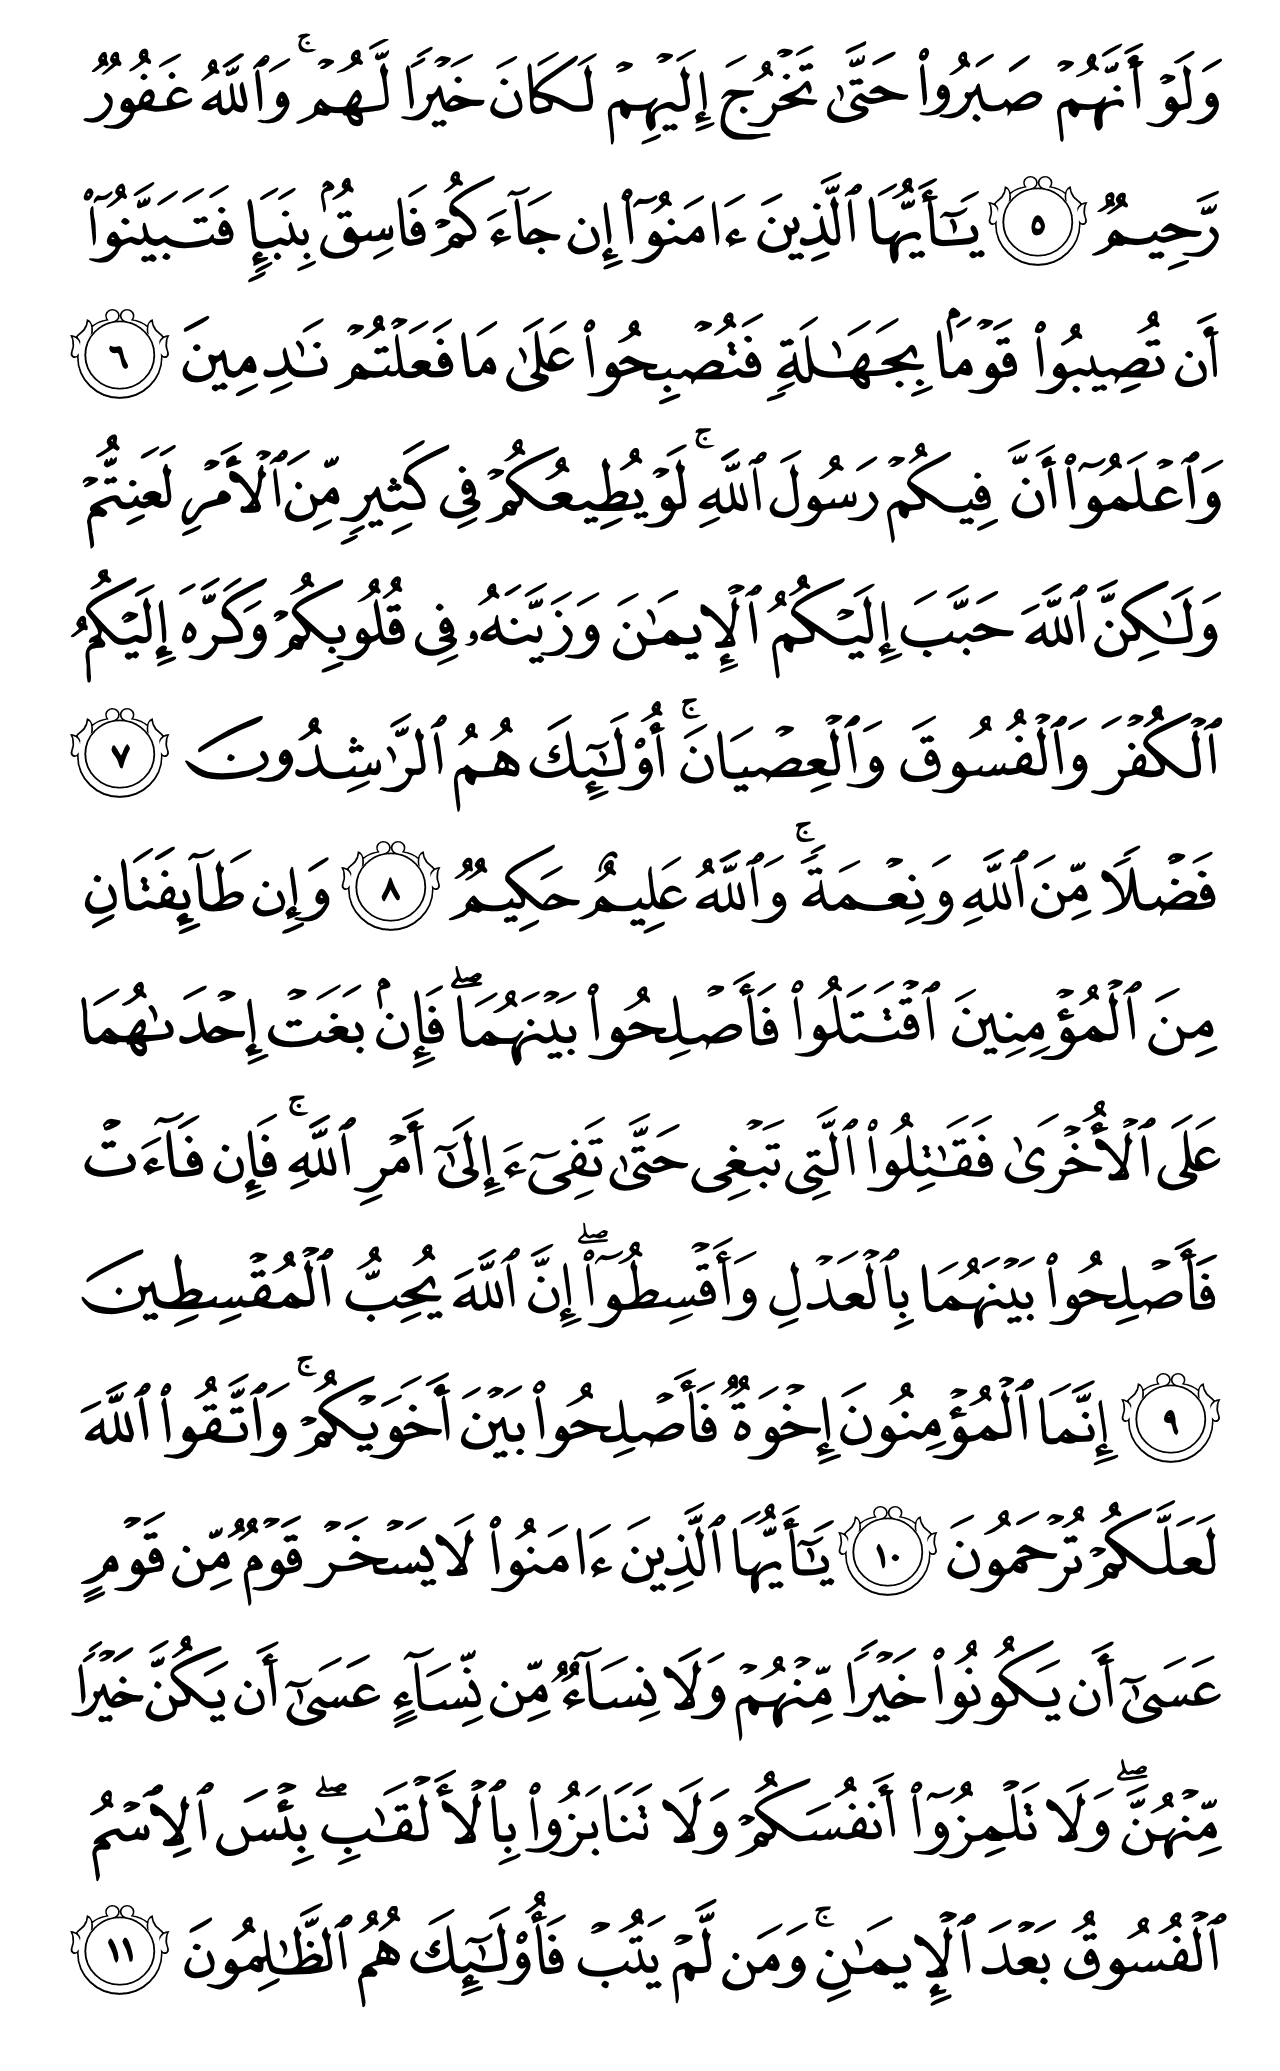 وَلَوۡ أَنَّهُمۡ صَبَرُواْ حَتَّىٰ تَخۡرُجَ إِلَيۡهِمۡ لَكَانَ خَيۡرٗا لَّهُمۡۚ وَٱللَّهُ غَفُورٞ
رَّحِيمٞ ٥ يَٰٓأَيُّهَا ٱلَّذِينَ ءَامَنُوٓاْ إِن جَآءَكُمۡ فَاسِقُۢ بِنَبَإٖ فَتَبَيَّنُوٓاْ
أَن تُصِيبُواْ قَوۡمَۢا بِجَهَٰلَةٖ فَتُصۡبِحُواْ عَلَىٰ مَا فَعَلۡتُمۡ نَٰدِمِينَ ٦
وَٱعۡلَمُوٓاْ أَنَّ فِيكُمۡ رَسُولَ ٱللَّهِۚ لَوۡ يُطِيعُكُمۡ فِي كَثِيرٖ مِّنَ ٱلۡأَمۡرِ لَعَنِتُّمۡ
وَلَٰكِنَّ ٱللَّهَ حَبَّبَ إِلَيۡكُمُ ٱلۡإِيمَٰنَ وَزَيَّنَهُۥ فِي قُلُوبِكُمۡ وَكَرَّهَ إِلَيۡكُمُ
ٱلۡكُفۡرَ وَٱلۡفُسُوقَ وَٱلۡعِصۡيَانَۚ أُوْلَٰٓئِكَ هُمُ ٱلرَّٰشِدُونَ ٧
فَضۡلٗا مِّنَ ٱللَّهِ وَنِعۡمَةٗۚ وَٱللَّهُ عَلِيمٌ حَكِيمٞ ٨ وَإِن طَآئِفَتَانِ
مِنَ ٱلۡمُؤۡمِنِينَ ٱقۡتَتَلُواْ فَأَصۡلِحُواْ بَيۡنَهُمَاۖ فَإِنۢ بَغَتۡ إِحۡدَىٰهُمَا
عَلَى ٱلۡأُخۡرَىٰ فَقَٰتِلُواْ ٱلَّتِي تَبۡغِي حَتَّىٰ تَفِيٓءَ إِلَىٰٓ أَمۡرِ ٱللَّهِۚ فَإِن فَآءَتۡ
فَأَصۡلِحُواْ بَيۡنَهُمَا بِٱلۡعَدۡلِ وَأَقۡسِطُوٓاْۖ إِنَّ ٱللَّهَ يُحِبُّ ٱلۡمُقۡسِطِينَ
٩ إِنَّمَا ٱلۡمُؤۡمِنُونَ إِخۡوَةٞ فَأَصۡلِحُواْ بَيۡنَ أَخَوَيۡكُمۡۚ وَٱتَّقُواْ ٱللَّهَ
لَعَلَّكُمۡ تُرۡحَمُونَ ١٠ يَٰٓأَيُّهَا ٱلَّذِينَ ءَامَنُواْ لَا يَسۡخَرۡ قَوۡمٞ مِّن قَوۡمٍ
عَسَىٰٓ أَن يَكُونُواْ خَيۡرٗا مِّنۡهُمۡ وَلَا نِسَآءٞ مِّن نِّسَآءٍ عَسَىٰٓ أَن يَكُنَّ خَيۡرٗا
مِّنۡهُنَّۖ وَلَا تَلۡمِزُوٓاْ أَنفُسَكُمۡ وَلَا تَنَابَزُواْ بِٱلۡأَلۡقَٰبِۖ بِئۡسَ ٱلِٱسۡمُ
ٱلۡفُسُوقُ بَعۡدَ ٱلۡإِيمَٰنِۚ وَمَن لَّمۡ يَتُبۡ فَأُوْلَٰٓئِكَ هُمُ ٱلظَّٰلِمُونَ ١١